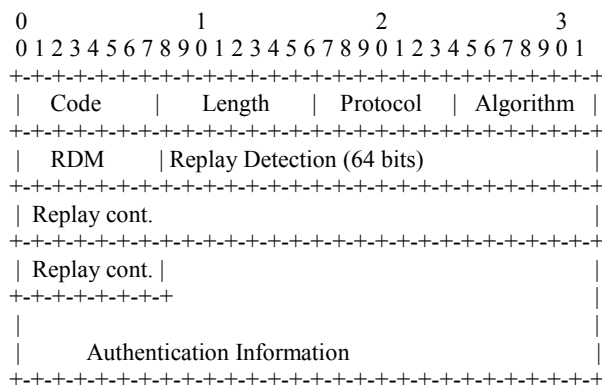 0 1 2 3
0 1 2 3 4 5 6 7 8 9 0 1 2 3 4 5 6 7 8 9 0 1 2 3 4 5 6 7 8 9 0 1
+-+-+-+-+-+-+-+-+-+-+-+-+-+-+-+-+-+-+-+-+-+-+-+-+-+-+-+-+-+-+-+-+
| Code | Length | Protocol | Algorithm |
+-+-+-+-+-+-+-+-+-+-+-+-+-+-+-+-+-+-+-+-+-+-+-+-+-+-+-+-+-+-+-+-+
| RDM | Replay Detection (64 bits) |
+-+-+-+-+-+-+-+-+-+-+-+-+-+-+-+-+-+-+-+-+-+-+-+-+-+-+-+-+-+-+-+-+
| Replay cont. |
+-+-+-+-+-+-+-+-+-+-+-+-+-+-+-+-+-+-+-+-+-+-+-+-+-+-+-+-+-+-+-+-+
| Replay cont. | |
+-+-+-+-+-+-+-+-+ |
| |
| Authentication Information |
+-+-+-+-+-+-+-+-+-+-+-+-+-+-+-+-+-+-+-+-+-+-+-+-+-+-+-+-+-+-+-+-+